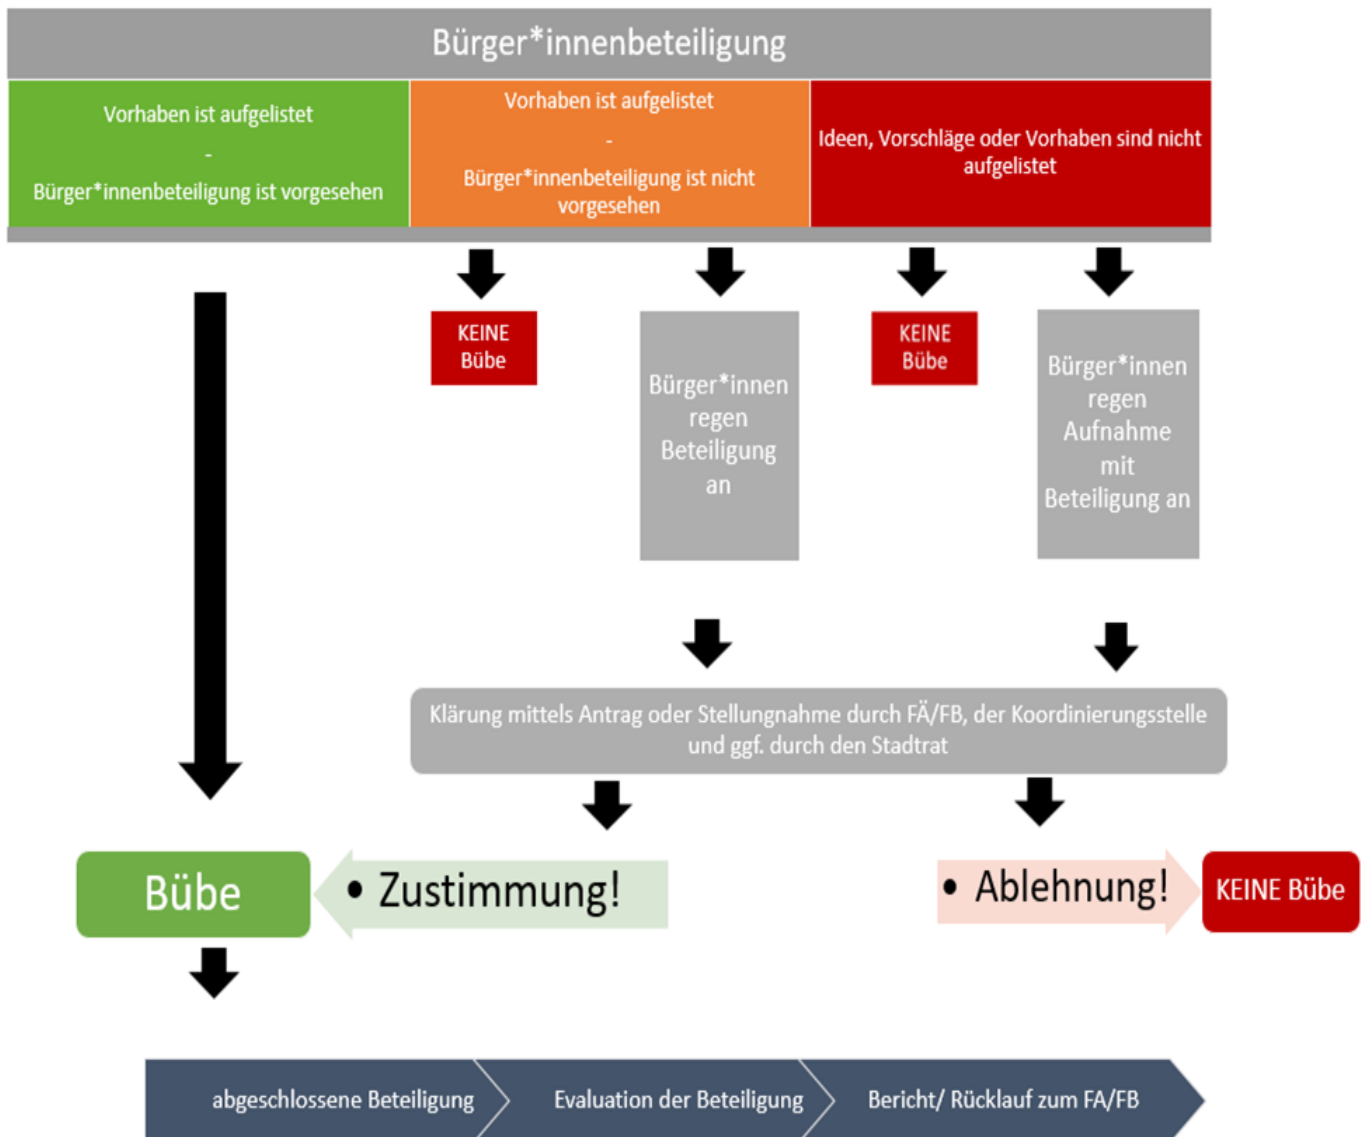 Bürger*innenbeteiligung
Vorhaben ist aufgelistet
-
Bürger*innenbeteiligung ist vorgesehen
Vorhaben ist aufgelistet
-
Bürger*innenbeteiligung ist nicht
vorgesehen
Ideen, Vorschläge oder Vorhaben sind nicht
aufgelistet
KEINE
Bübe
Bürger*innen
regen
Beteiligung
an
KEINE
Bübe
Bürger*innen
regen
Aufnahme
mit
Beteiligung an
Klärung mittels Antrag oder Stellungnahme durch FÄ/FB, der Koordinierungsstelle
und ggf. durch den Stadtrat
Bübe
• Zustimmung!
• Ablehnung!
KEINE Bübe
abgeschlossene Beteiligung
Evaluation der Beteiligung
Bericht/ Rücklauf zum FA/FB